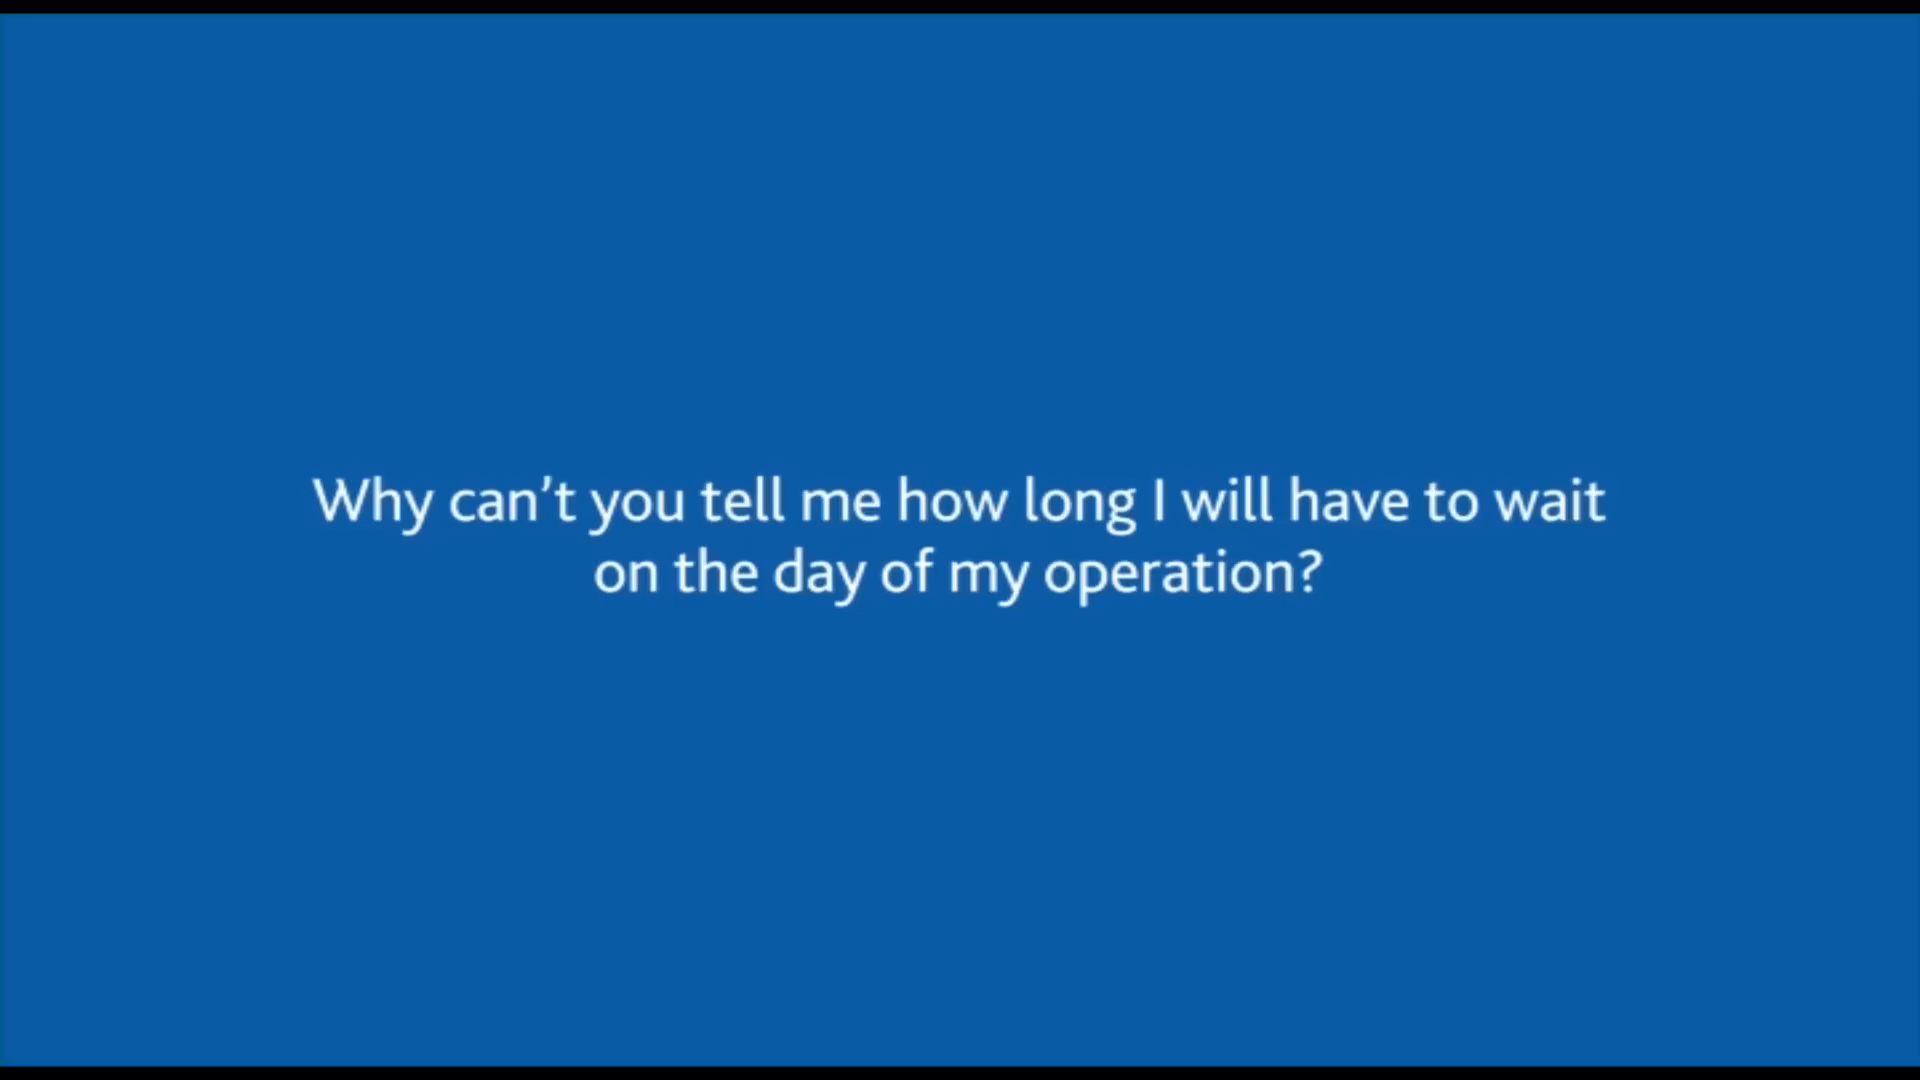 Why can’t you tell me how long I will have to wait
on the day of my operation?